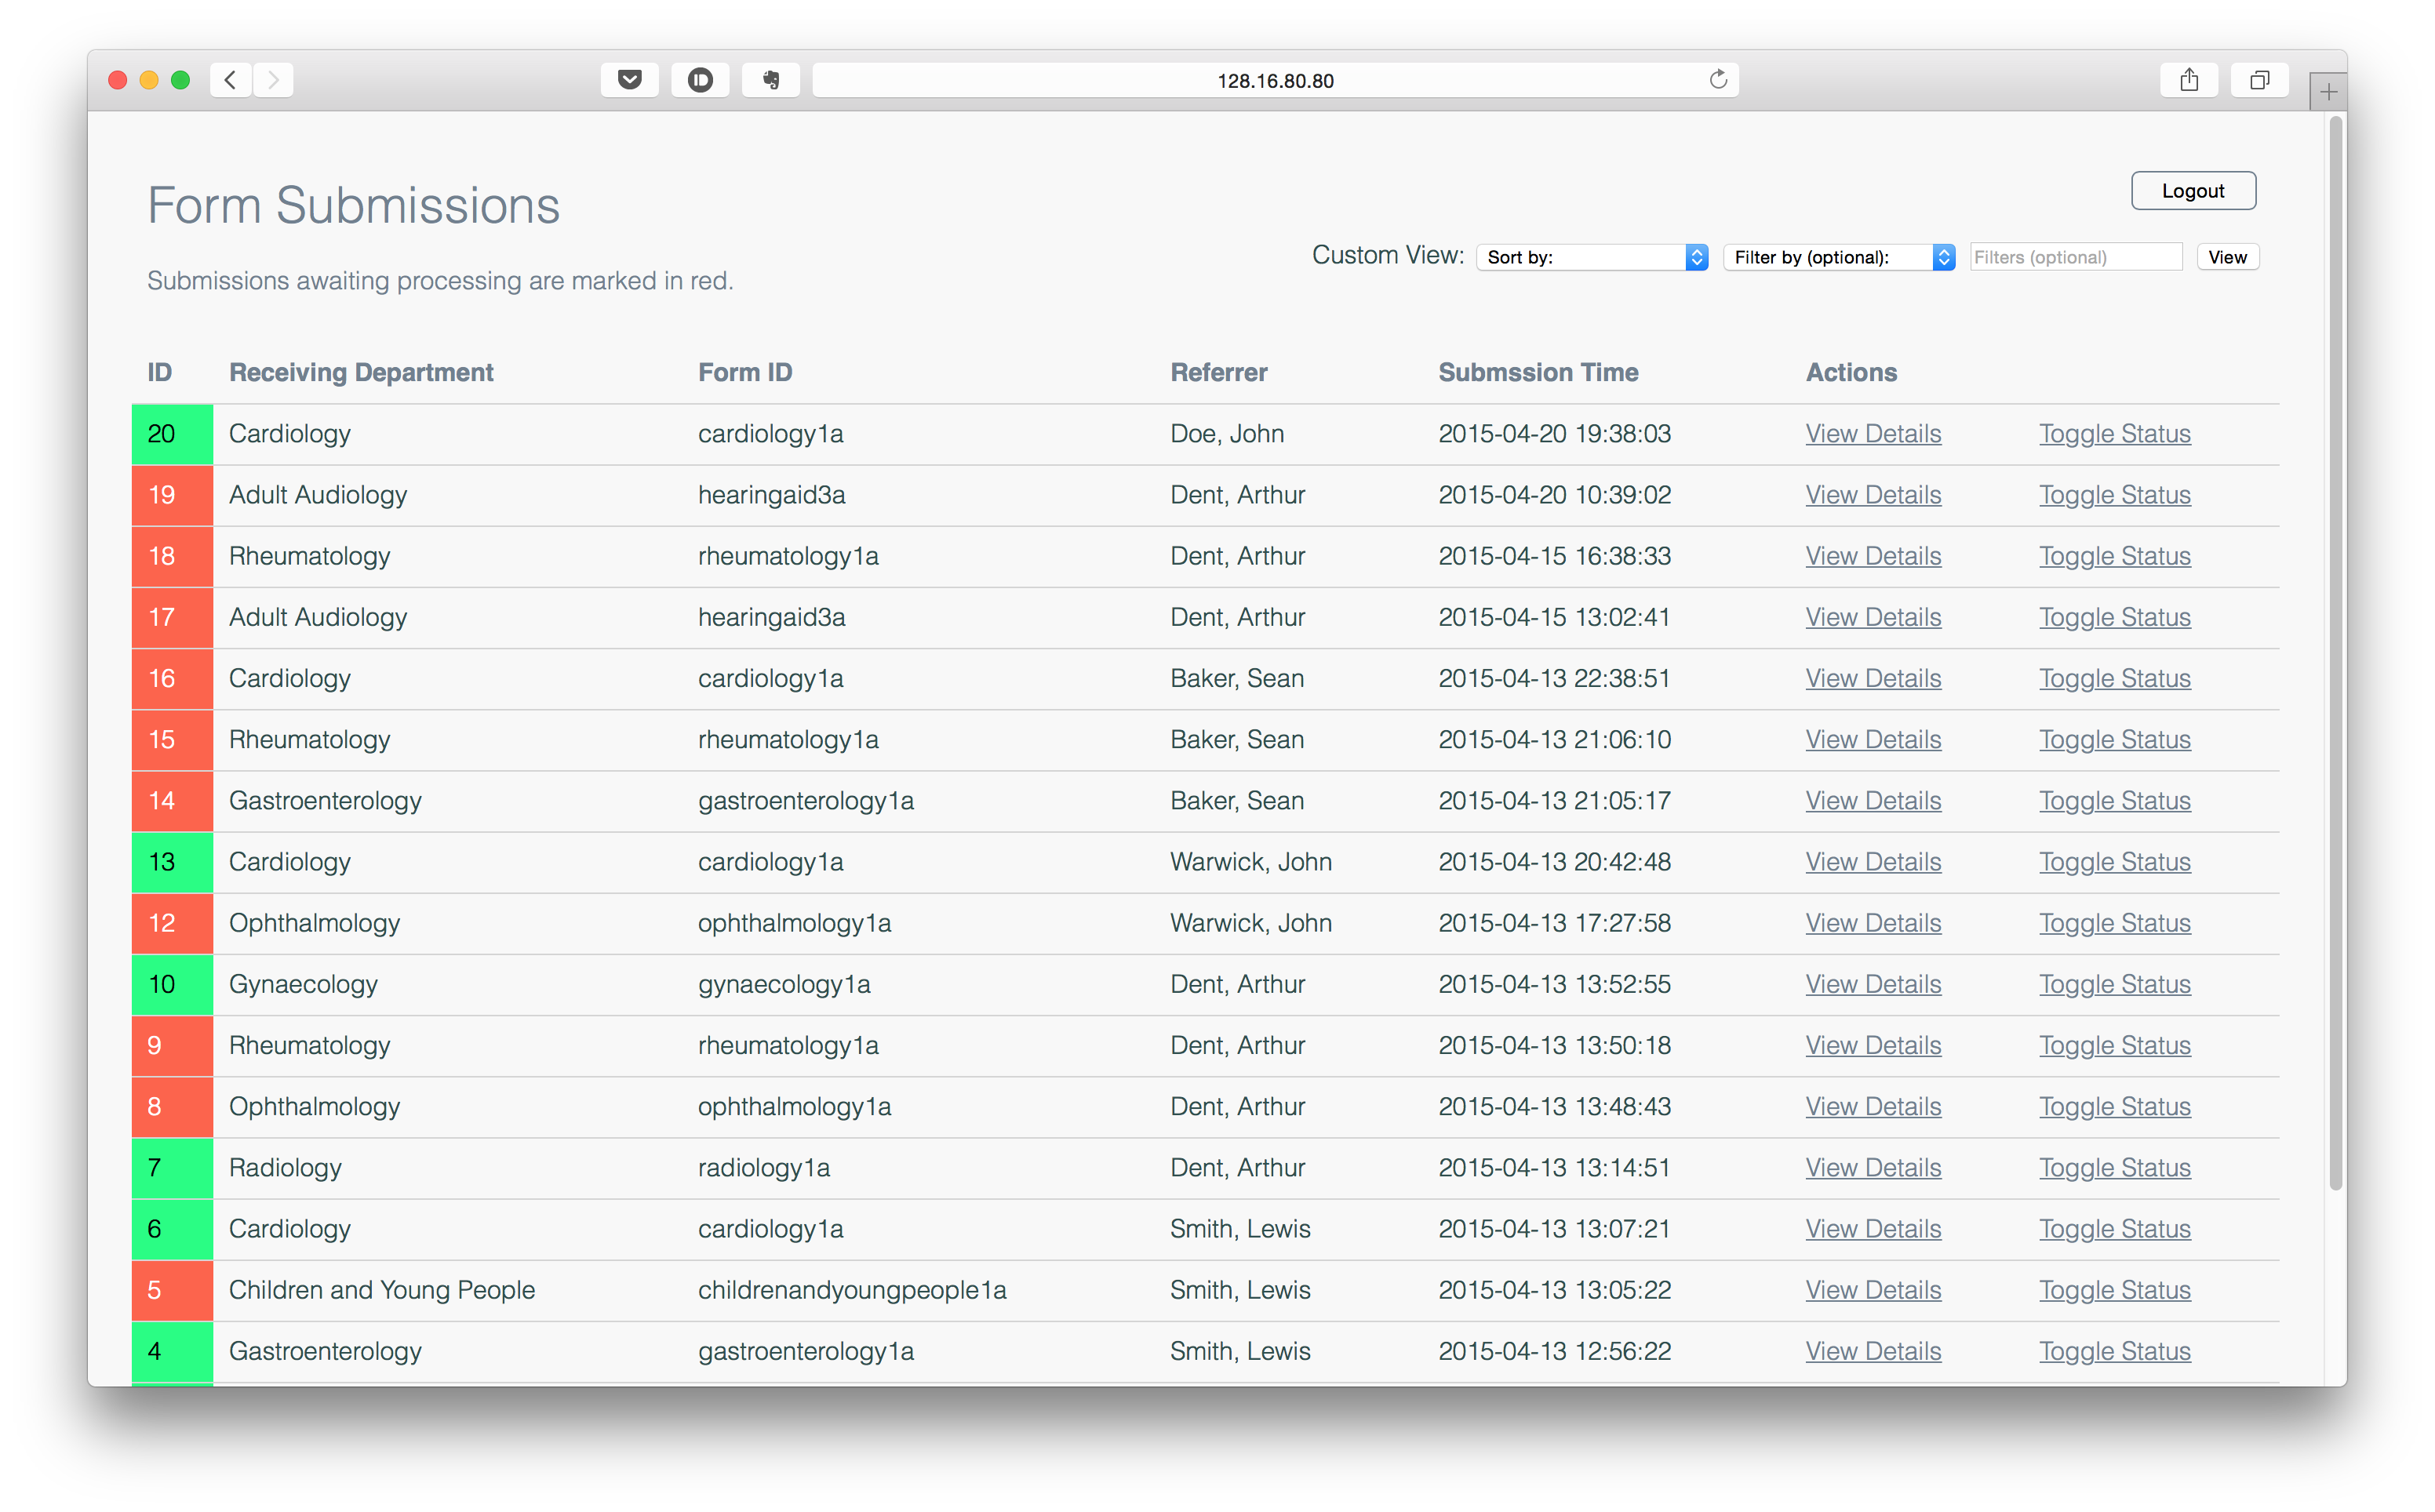 128.16.80.80
Form Submissions
Logout
Custom View: Sort by: Filter by (optional): Filters (optional) View
Submissions awaiting processing are marked in red.
ID Receiving Department Form ID Referrer Submssion Time Actions
20 Cardiology cardiology1a Doe, John 2015-04-20 19:38:03 View Details Toggle Status
19 Adult Audiology hearingaid3a Dent, Arthur 2015-04-20 10:39:02 View Details Toggle Status
18 Rheumatology rheumatology1a Dent, Arthur 2015-04-15 16:38:33 View Details Toggle Status
17 Adult Audiology hearingaid3a Dent, Arthur 2015-04-15 13:02:41 View Details Toggle Status
16 Cardiology cardiology1a Baker, Sean 2015-04-13 22:38:51 View Details Toggle Status
15 Rheumatology rheumatology1a Baker, Sean 2015-04-13 21:06:10 View Details Toggle Status
14 Gastroenterology gastroenterology1a Baker, Sean 2015-04-13 21:05:17 View Details Toggle Status
13 Cardiology cardiology1a Warwick, John 2015-04-13 20:42:48 View Details Toggle Status
12 Ophthalmology ophthalmology1a Warwick, John 2015-04-13 17:27:58 View Details Toggle Status
10 Gynaecology gynaecology1a Dent, Arthur 2015-04-13 13:52:55 View Details Toggle Status
9 Rheumatology rheumatology1a Dent, Arthur 2015-04-13 13:50:18 View Details Toggle Status
8 Ophthalmology ophthalmology1a Dent, Arthur 2015-04-13 13:48:43 View Details Toggle Status
7 Radiology radiology1a Dent, Arthur 2015-04-13 13:14:51 View Details Toggle Status
6 Cardiology cardiology1a Smith, Lewis 2015-04-13 13:07:21 View Details Toggle Status
5 Children and Young People childrenandyoungpeople1a Smith, Lewis 2015-04-13 13:05:22 View Details Toggle Status
4 Gastroenterology gastroenterology1a Smith, Lewis 2015-04-13 12:56:22 View Details Toggle Status